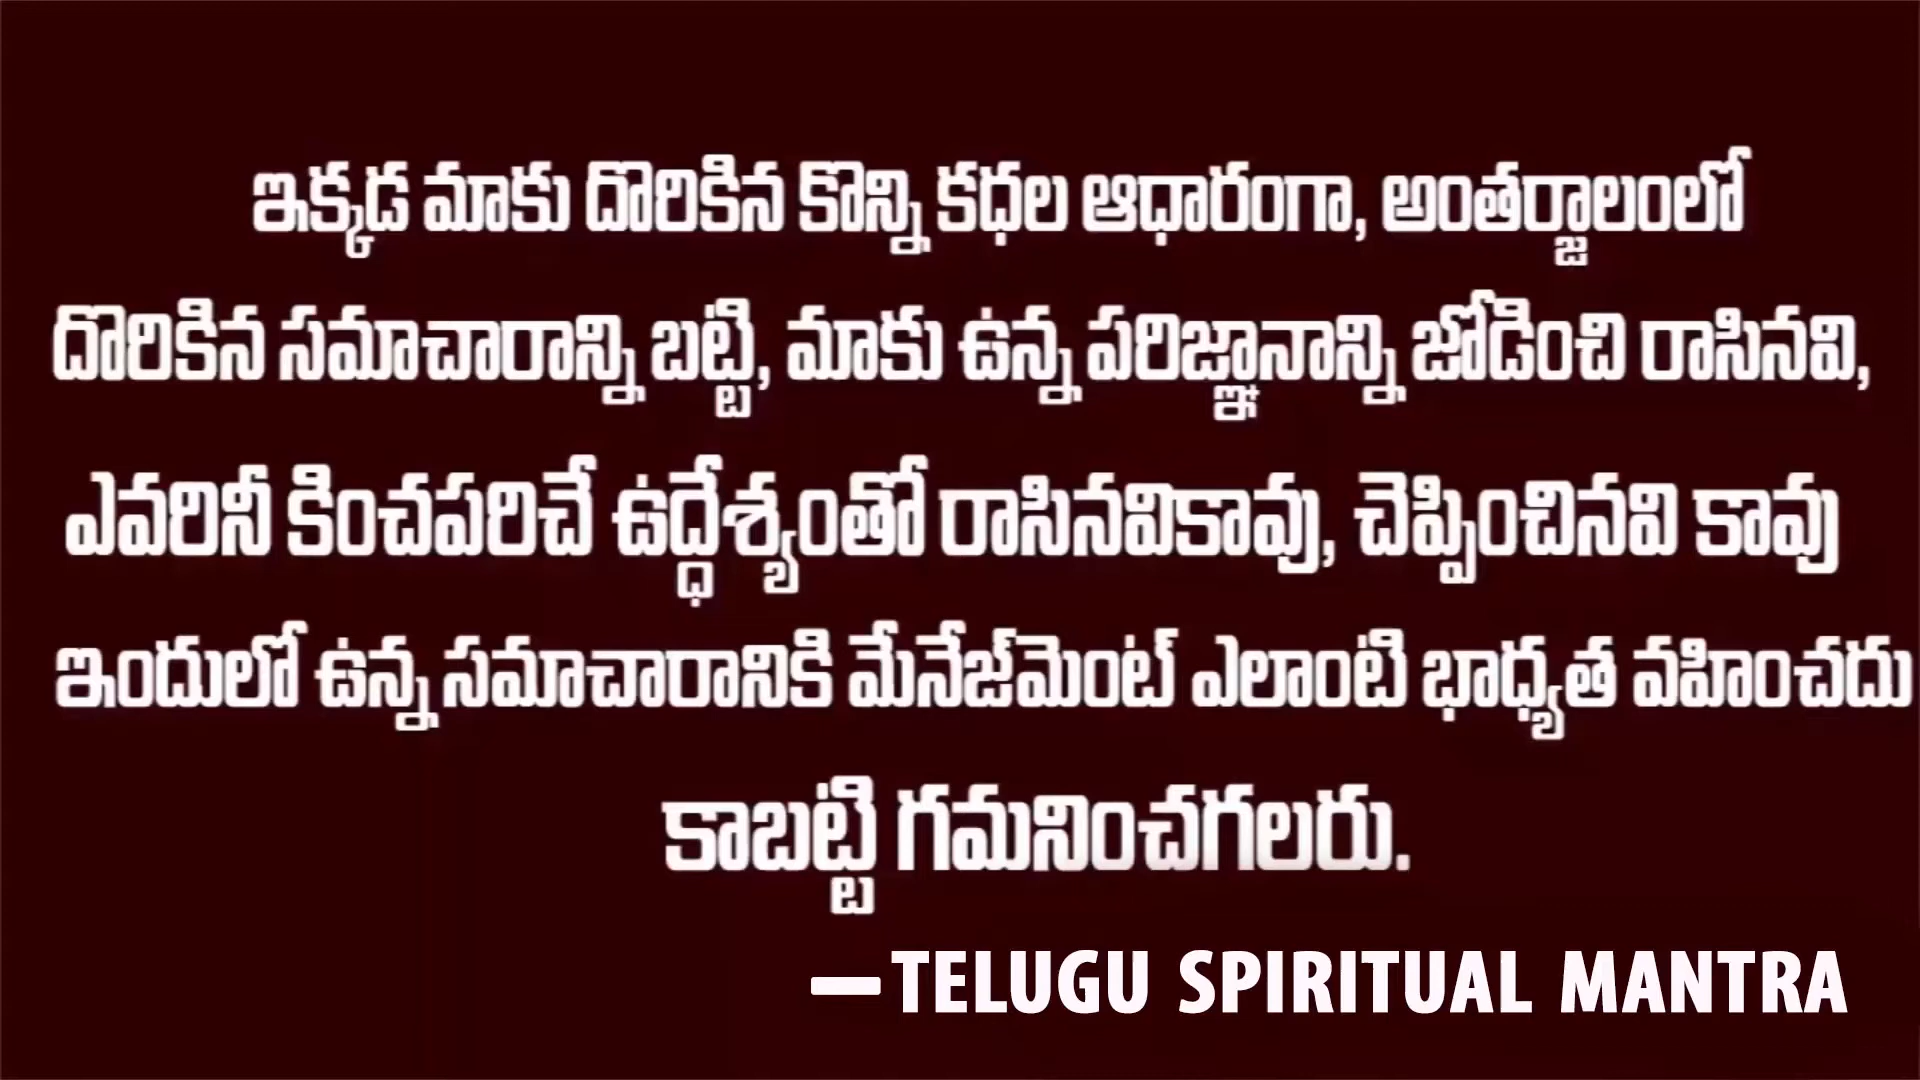 ఇక్కడ మాకు దొరికిన కొన్ని కధల ఆధారంగా, అంతర్జాలంలో
దొరికిన సమాచారాన్ని బట్టి, మాకు ఉన్న పరిజ్ఞానాన్ని జోడించి రాసినవి,
ఎవరినీ కించపరిచే ఉద్ధేశ్యంతో రాసినవికావు, చెప్పించినవి కావు
ఇందులో ఉన్న సమాచారానికి మేనేజ్‌మెంట్ ఎలాంటి భాధ్యత వహించదు
కాబట్టి గమనించగలరు.
—TELUGU SPIRITUAL MANTRA